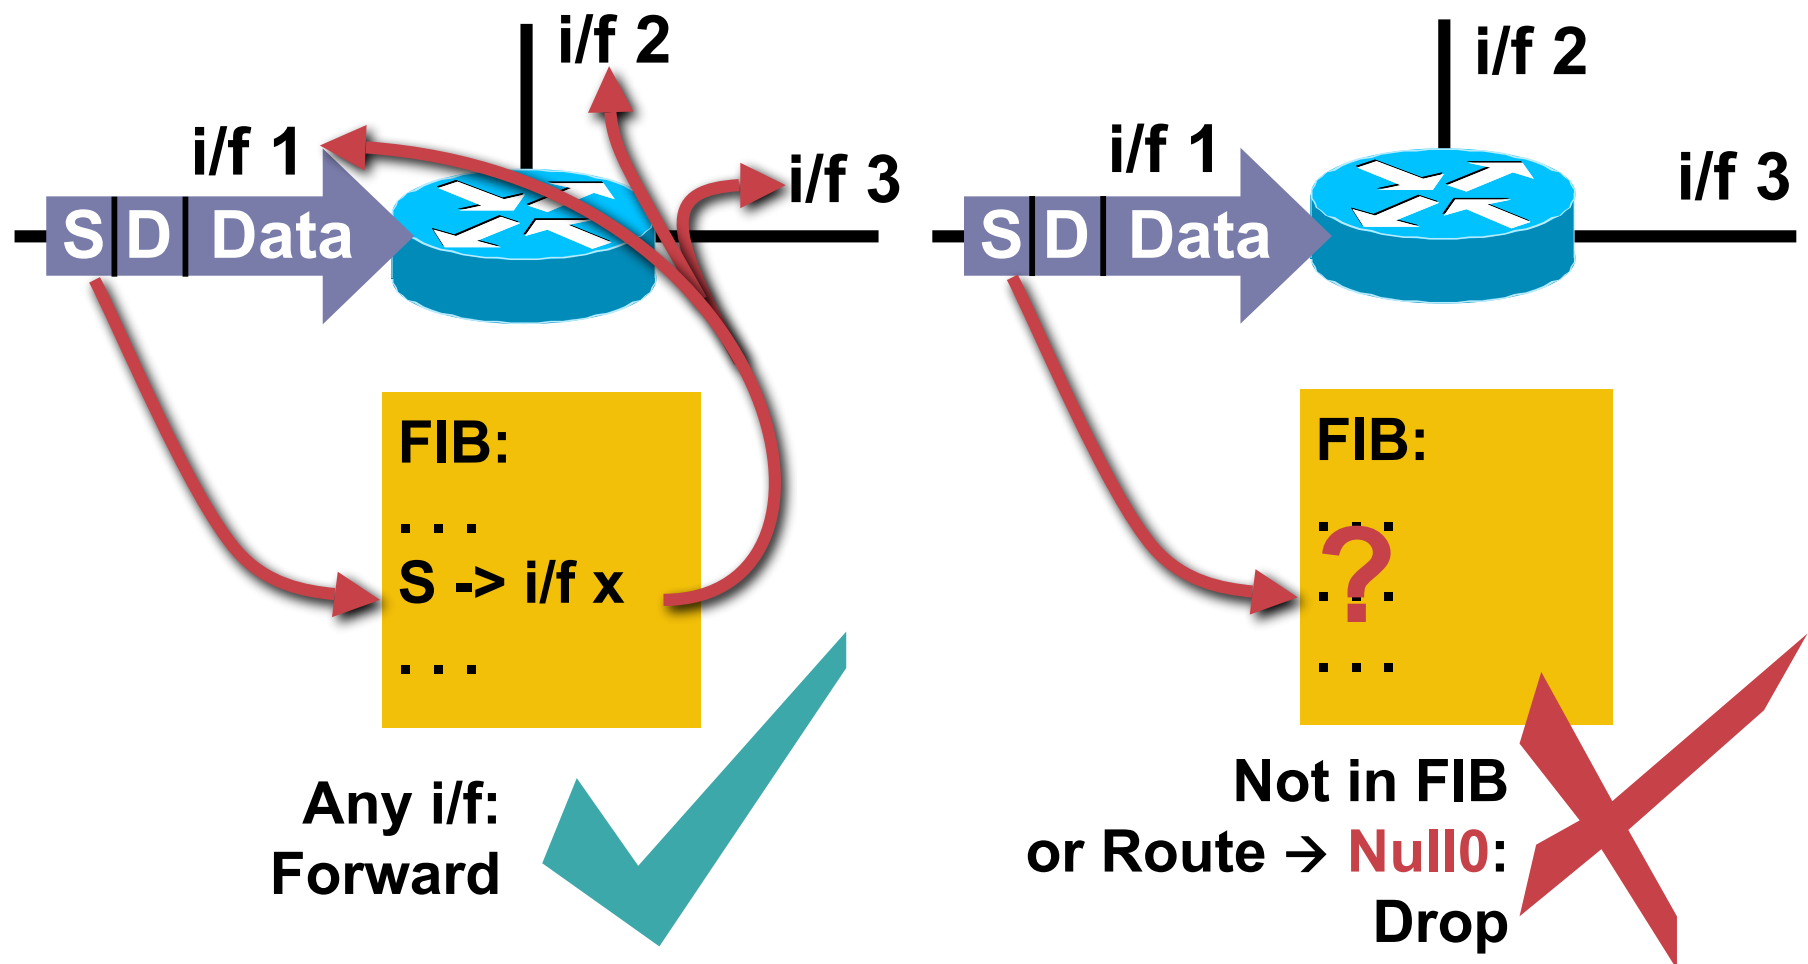 i/f 2
i/f 1
i/f 3
S D Data
FIB:
. . .
S -> i/f x
. . .
Any i/f:
Forward
i/f 2
i/f 1
i/f 3
S D Data
FIB:
. . .
?
. . .
. . .
Not in FIB
or Route → Null0:
Drop